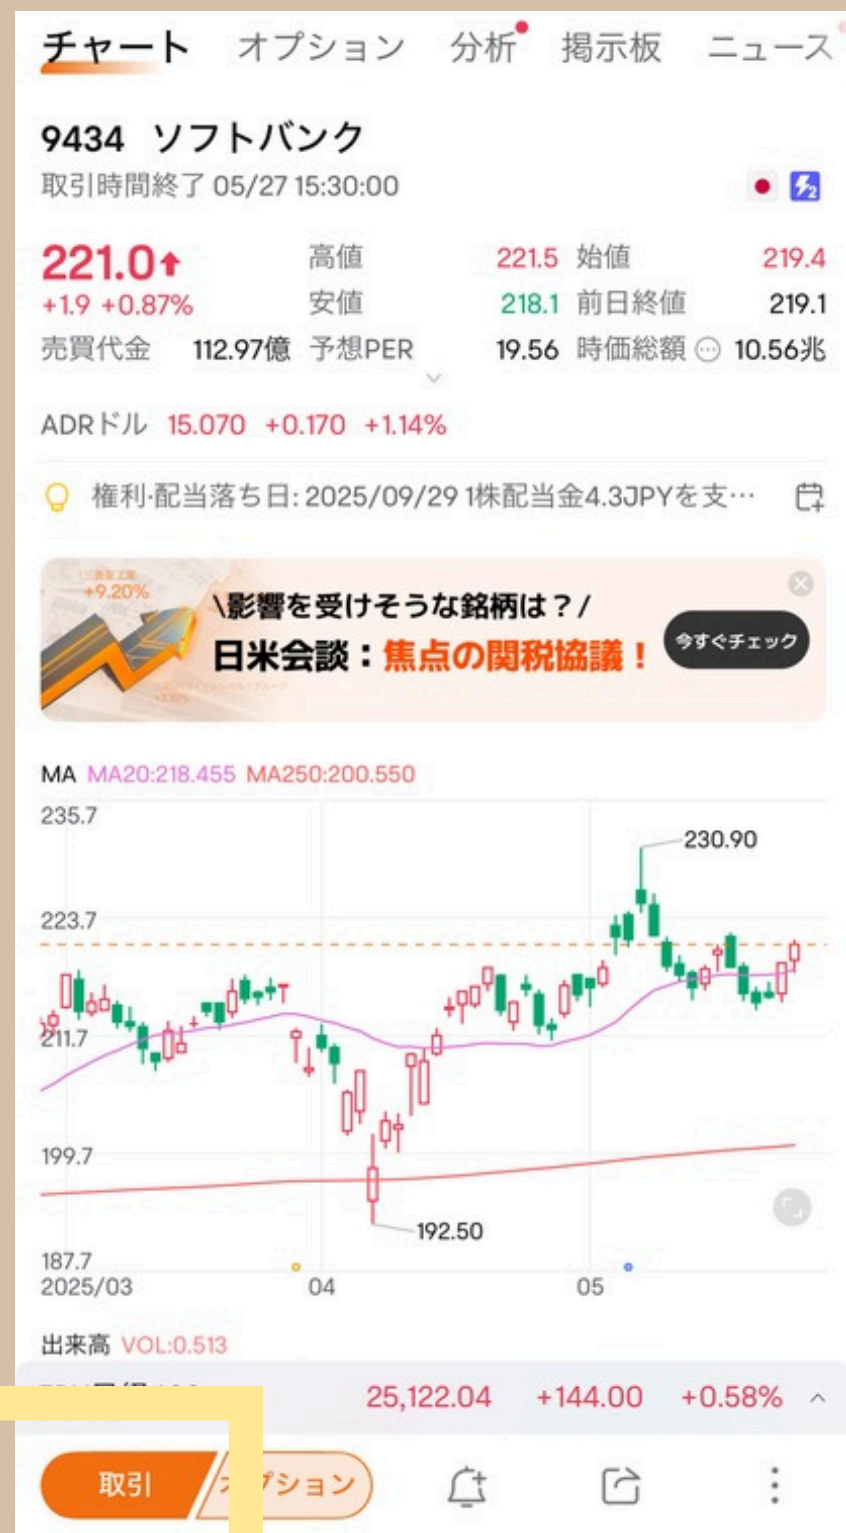 チャート オプション 分析 掲示板 ニュース
9434 ソフトバンク
取引時間終了 05/27 15:30:00
221.0 高値 221.5 始値 219.4
+1.9 +0.87% 安値 218.1 前日終値 219.1
売買代金 112.97億 予想PER 19.56 時価総額 10.56兆
ADRドル 15.070 +0.170 +1.14%
権利·配当落ち日: 2025/09/29 1株配当金4.3JPYを支…
+9.20%
\影響を受けそうな銘柄は？/
日米会談：焦点の関税協議！
今すぐチェック
MA MA20:218.455 MA250:200.550
235.7
230.90
223.7
211.7
199.7
192.50
187.7
2025/03 04 05
出来高 VOL:0.513
25,122.04 +144.00 +0.58%
取引 オプション